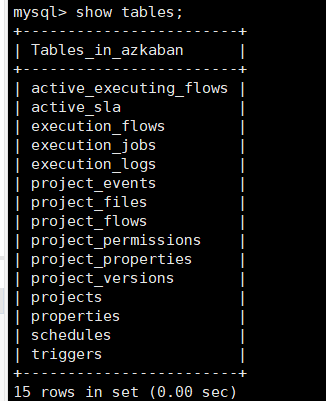 mysql> show tables;
+------------------------+
| Tables_in_azkaban      |
+------------------------+
| active_executing_flows |
| active_sla             |
| execution_flows        |
| execution_jobs         |
| execution_logs         |
| project_events         |
| project_files          |
| project_flows          |
| project_permissions    |
| project_properties     |
| project_versions       |
| projects               |
| properties             |
| schedules              |
| triggers               |
+------------------------+
15 rows in set (0.00 sec)